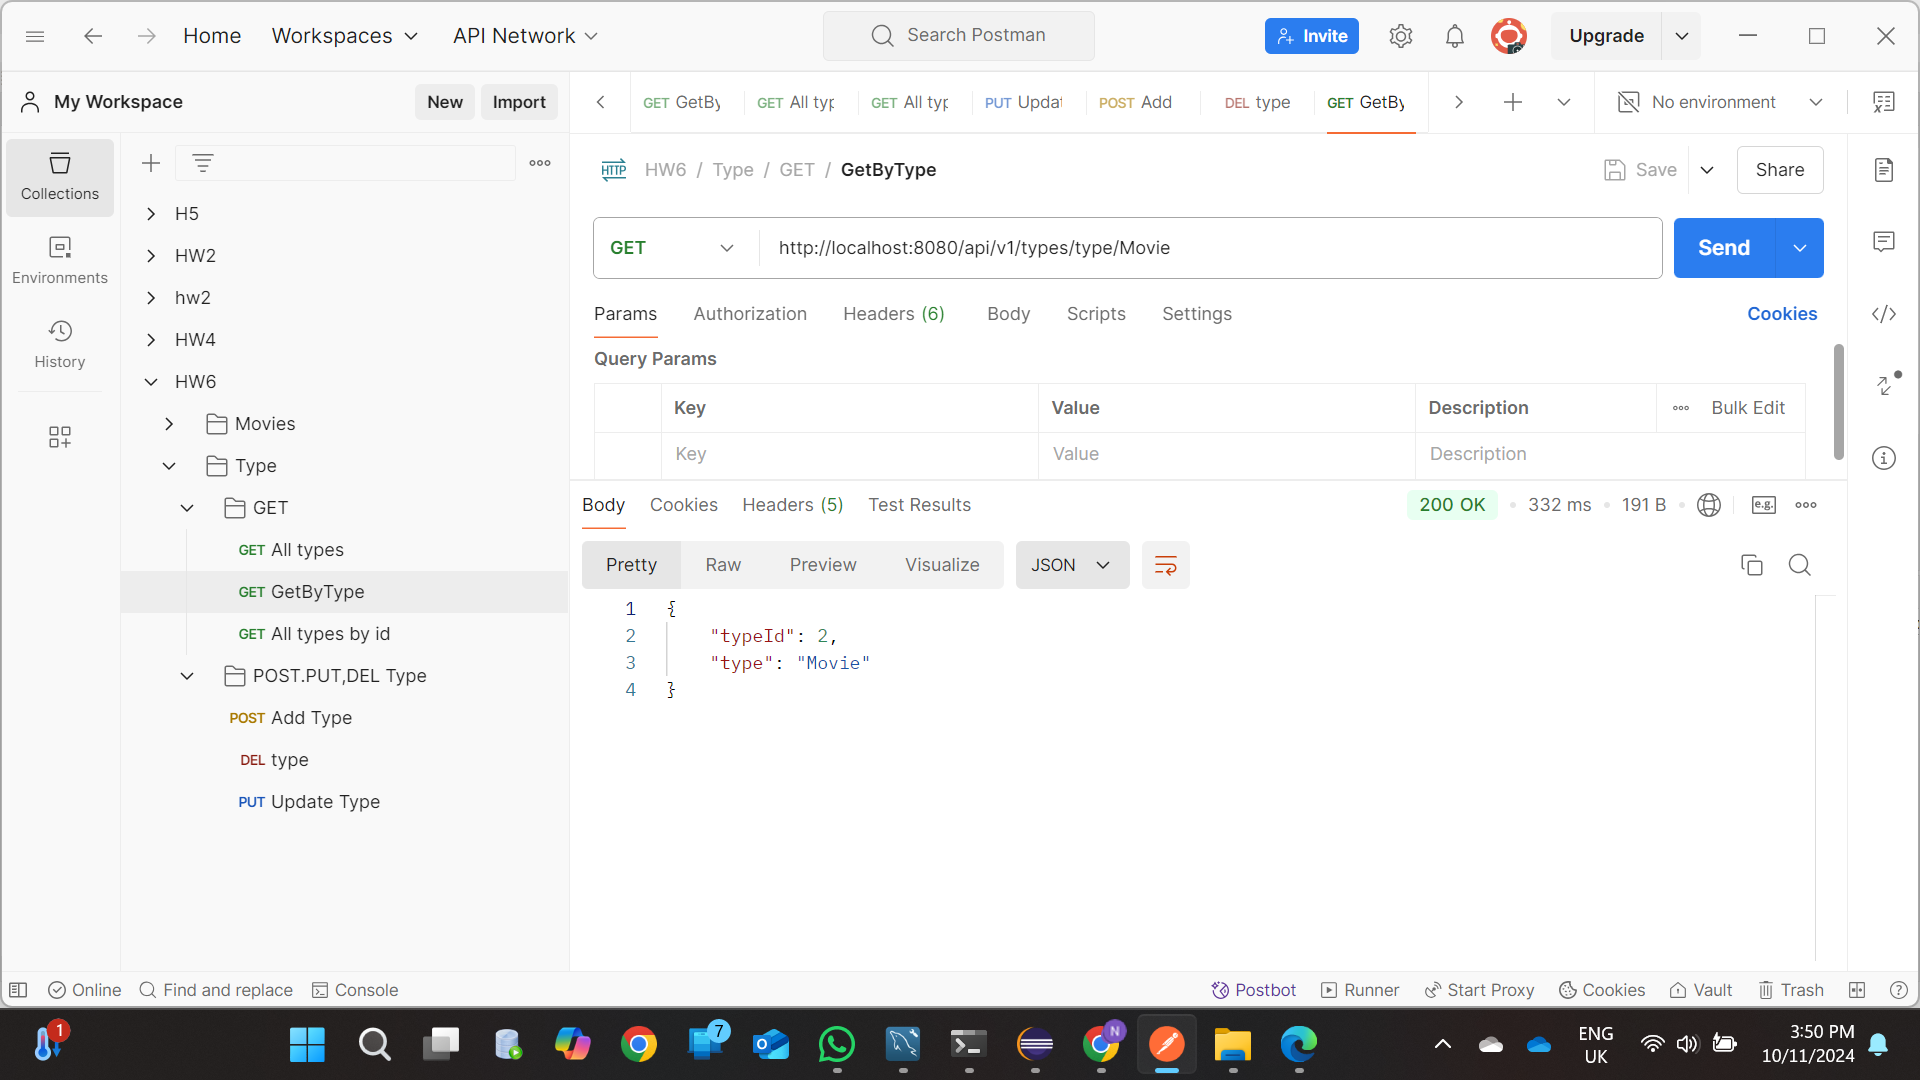 Home Workspaces API Network Search Postman Invite Upgrade
My Workspace New Import
GET GetBy GET All typ GET All typ PUT Updat POST Add DEL type GET GetBy No environment
Collections
Environments
History
H5
HW2
hw2
HW4
HW6
Movies
Type
GET
GET All types
GET GetByType
GET All types by id
POST.PUT,DEL Type
POST Add Type
DEL type
PUT Update Type
HTTP HW6 / Type / GET / GetByType Save Share
GET http://localhost:8080/api/v1/types/type/Movie Send
Params Authorization Headers (6) Body Scripts Settings Cookies
Query Params
Key Value Description Bulk Edit
Key Value Description
Body Cookies Headers (5) Test Results 200 OK 332 ms 191 B e.g.
Pretty Raw Preview Visualize JSON
1 {
2 "typeId": 2,
3 "type": "Movie"
4 }
Online Find and replace Console Postbot Runner Start Proxy Cookies Vault Trash
1 7 N ENG 3:50 PM
UK 10/11/2024